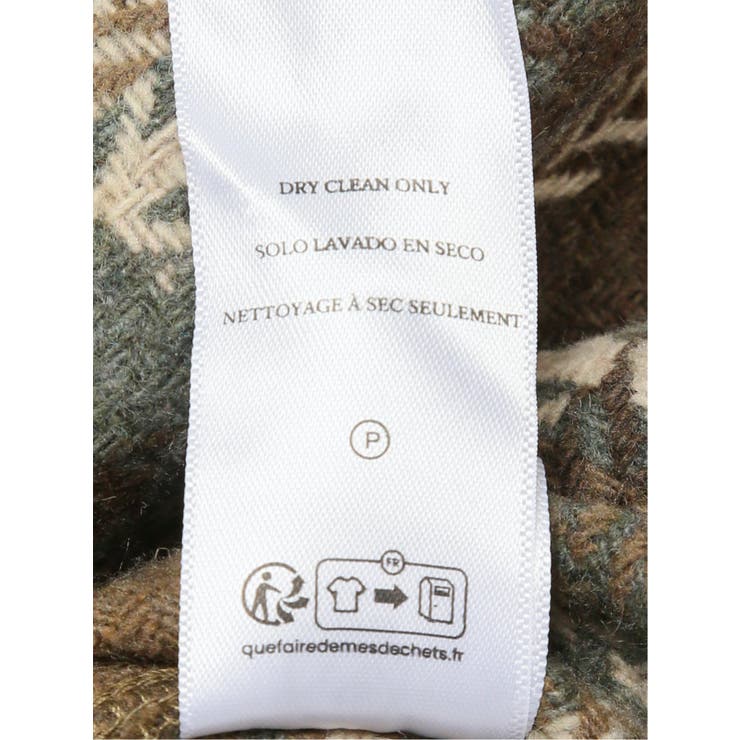 DRY CLEAN ONLY
SOLO LAVADO EN SECO
NETTOYAGE À SEC SEULEMENT
P
FR
quefairedemesdechets.fr